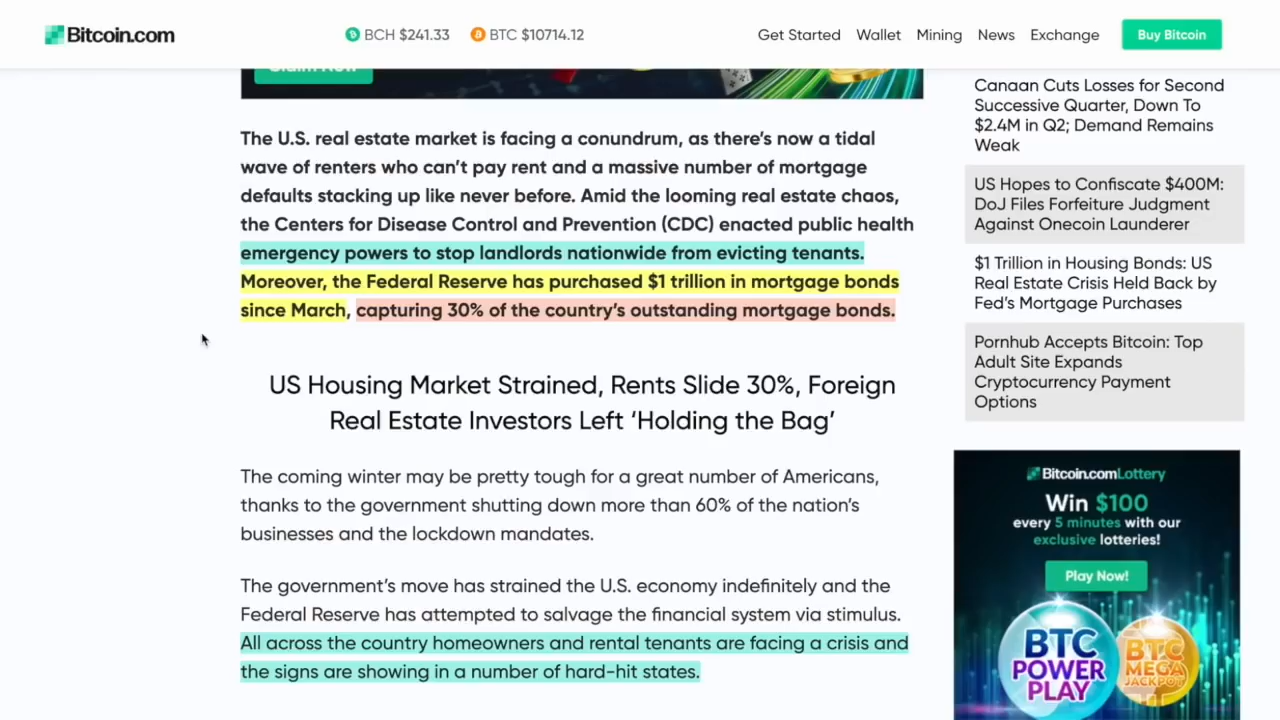 Bitcoin.com
BCH $241.33
BTC $10714.12
Get Started
Wallet
Mining
News
Exchange
Buy Bitcoin
Claim Now
The U.S. real estate market is facing a conundrum, as there's now a tidal
wave of renters who can't pay rent and a massive number of mortgage
defaults stacking up like never before. Amid the looming real estate chaos,
the Centers for Disease Control and Prevention (CDC) enacted public health
emergency powers to stop landlords nationwide from evicting tenants.
Moreover, the Federal Reserve has purchased $1 trillion in mortgage bonds
since March, capturing 30% of the country's outstanding mortgage bonds.
US Housing Market Strained, Rents Slide 30%, Foreign
Real Estate Investors Left ‘Holding the Bag’
The coming winter may be pretty tough for a great number of Americans,
thanks to the government shutting down more than 60% of the nation's
businesses and the lockdown mandates.
The government's move has strained the U.S. economy indefinitely and the
Federal Reserve has attempted to salvage the financial system via stimulus.
All across the country homeowners and rental tenants are facing a crisis and
the signs are showing in a number of hard-hit states.
Canaan Cuts Losses for Second
Successive Quarter, Down To
$2.4M in Q2; Demand Remains
Weak
US Hopes to Confiscate $400M:
DoJ Files Forfeiture Judgment
Against Onecoin Launderer
$1 Trillion in Housing Bonds: US
Real Estate Crisis Held Back by
Fed's Mortgage Purchases
Pornhub Accepts Bitcoin: Top
Adult Site Expands
Cryptocurrency Payment
Options
Bitcoin.comLottery
Win $100
every 5 minutes with our
exclusive lotteries!
Play Now!
BTC
POWER
PLAY
BTC
MEGA
JACKPOT